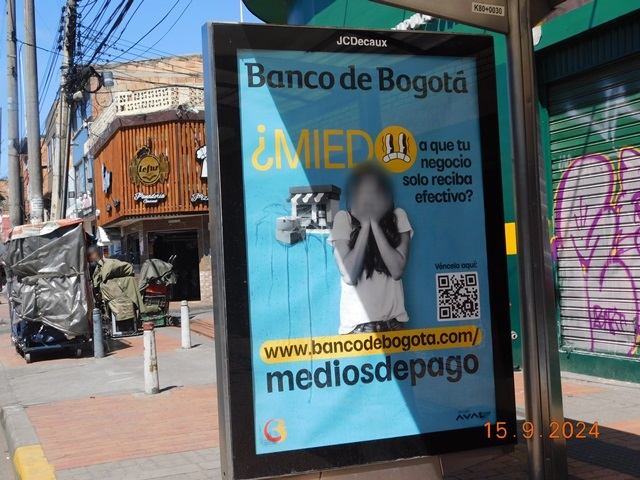 K80+0030
JCDecaux
Banco de Bogotá
¿MIEDO
a que tu
negocio
solo reciba
efectivo?
Véncelo aquí:
www.bancodebogota.com/
mediosdepago
AVAL
15.9.2024